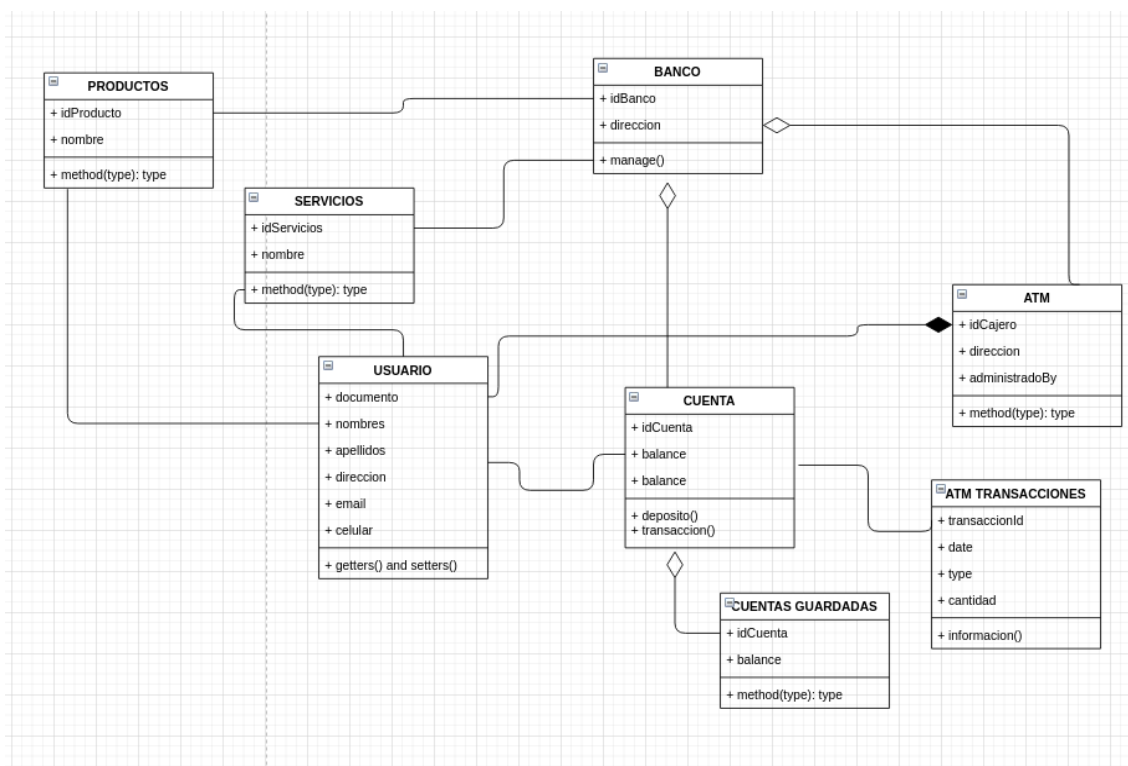 PRODUCTOS
+ idProducto
+ nombre
+ method(type): type
BANCO
+ idBanco
+ direccion
+ manage()
SERVICIOS
+ idServicios
+ nombre
+ method(type): type
ATM
+ idCajero
+ direccion
+ administradoBy
+ method(type): type
USUARIO
+ documento
+ nombres
+ apellidos
+ direccion
+ email
+ celular
+ getters() and setters()
CUENTA
+ idCuenta
+ balance
+ balance
+ deposito()
+ transaccion()
ATM TRANSACCIONES
+ transaccionId
+ date
+ type
+ cantidad
+ informacion()
CUENTAS GUARDADAS
+ idCuenta
+ balance
+ method(type): type